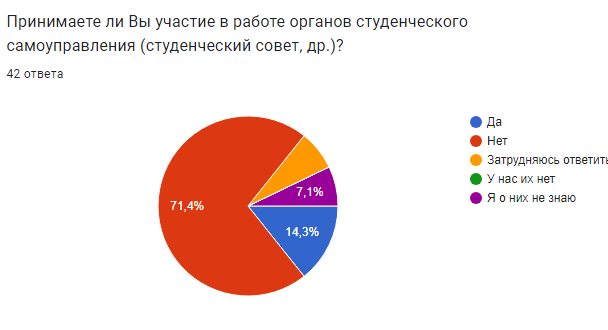 Принимаете ли Вы участие в работе органов студенческого
самоуправления (студенческий совет, др.)?
42 ответа
Да
Нет
Затрудняюсь ответить
У нас их нет
Я о них не знаю
71,4%
7,1%
14,3%